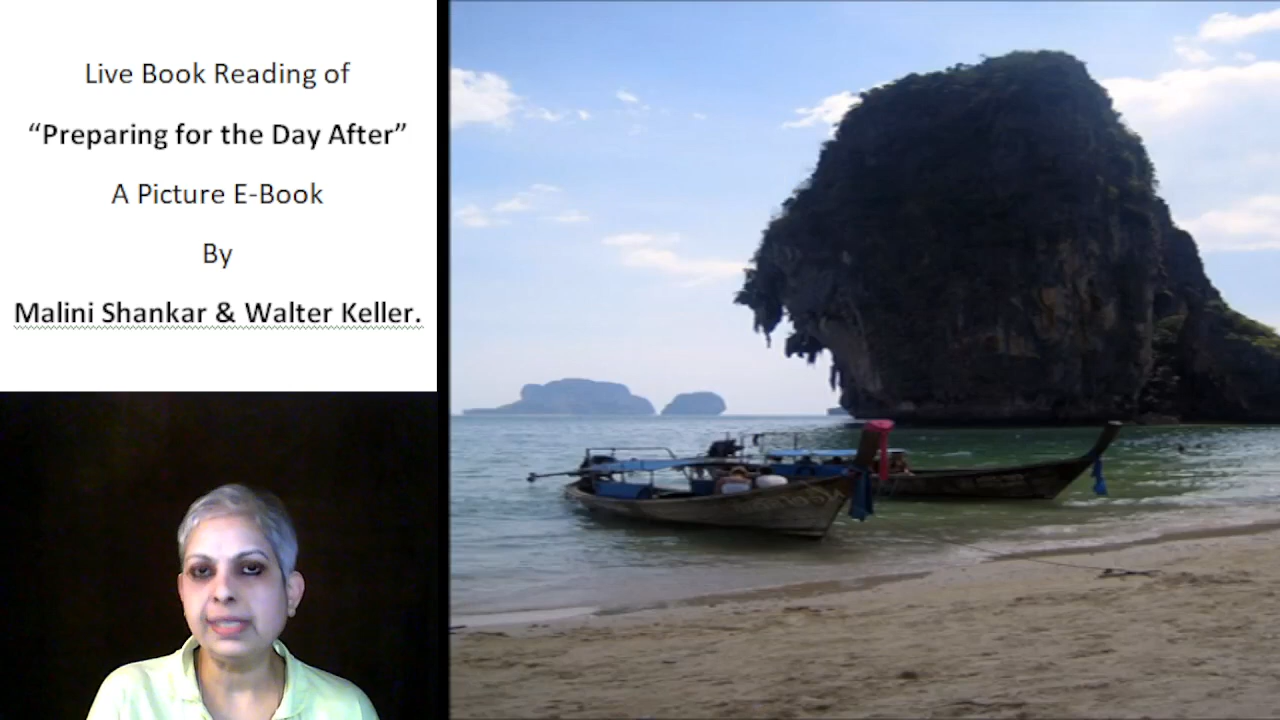 Live Book Reading of
“Preparing for the Day After”
A Picture E-Book
By
Malini Shankar & Walter Keller.